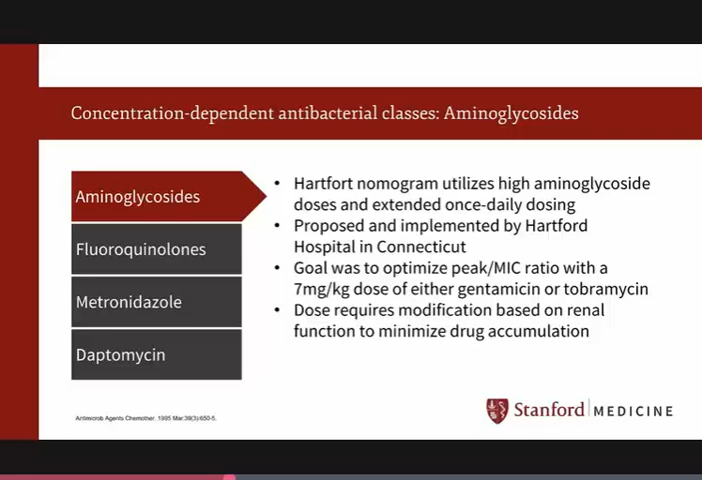 Concentration-dependent antibacterial classes: Aminoglycosides
Aminoglycosides
Fluoroquinolones
Metronidazole
Daptomycin
• Hartfort nomogram utilizes high aminoglycoside
doses and extended once-daily dosing
• Proposed and implemented by Hartford
Hospital in Connecticut
• Goal was to optimize peak/MIC ratio with a
7mg/kg dose of either gentamicin or tobramycin
• Dose requires modification based on renal
function to minimize drug accumulation
Antimicrob Agents Chemother. 1995 Mar;39(3):650-5.
Stanford MEDICINE